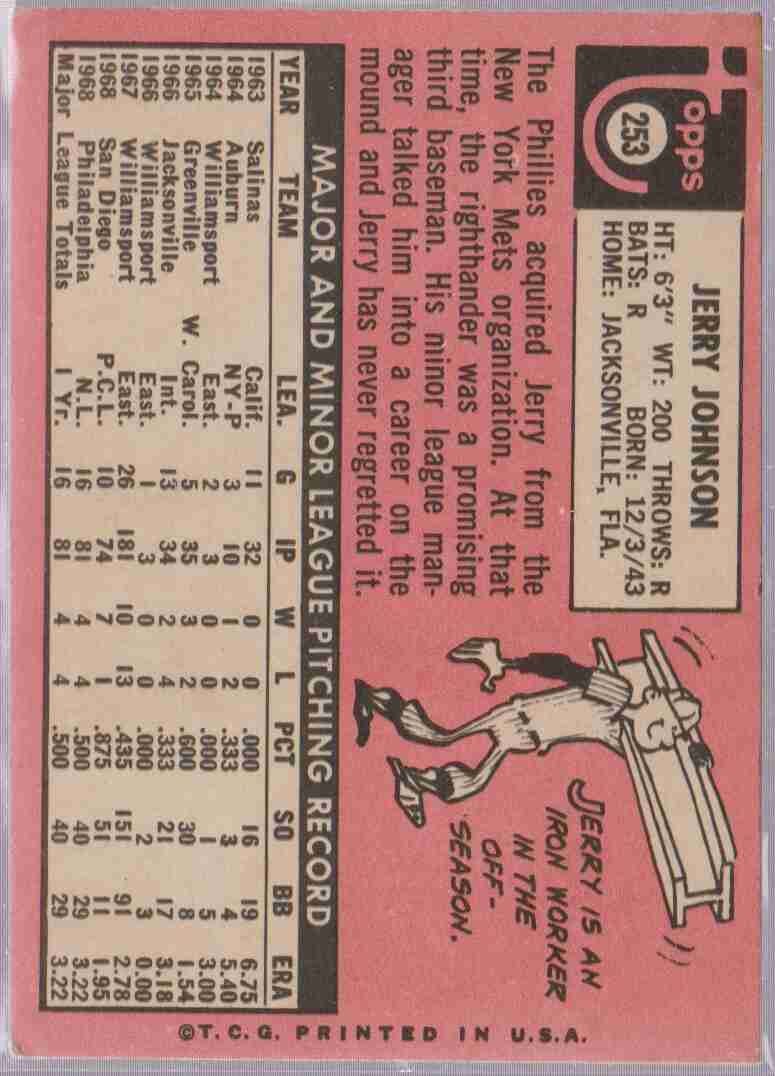 Topps
253
JERRY JOHNSON
HT: 6'3" WT: 200 THROWS: R
BATS: R BORN: 12/3/43
HOME: JACKSONVILLE, FLA.
The Phillies acquired Jerry from the
New York Mets organization. At that
time, the righthander was a promising
third baseman. His minor league man-
ager talked him into a career on the
mound and Jerry has never regretted it.
JERRY IS AN
IRON WORKER
IN THE
OFF-
SEASON.
MAJOR AND MINOR LEAGUE PITCHING RECORD
YEAR TEAM LEA. G IP W L PCT SO BB ERA
1963 Salinas Calif. 11 32 0 0 .000 16 19 6.75
1964 Auburn NY-P 3 10 1 2 .333 3 4 5.40
1964 Williamsport East. 2 3 0 0 .000 1 5 3.00
1965 Greenville W. Carol. 5 35 3 2 .600 30 8 1.54
1966 Jacksonville Int. 13 34 2 4 .333 21 17 3.18
1966 Williamsport East. 1 3 0 0 .000 2 3 0.00
1967 Williamsport East. 26 181 10 13 .435 151 91 2.78
1968 San Diego P.C.L. 10 74 7 1 .875 51 11 1.95
1968 Philadelphia N.L. 16 81 4 4 .500 40 29 3.22
Major League Totals 1 Yr. 16 81 4 4 .500 40 29 3.22
©T.C.G. PRINTED IN U.S.A.